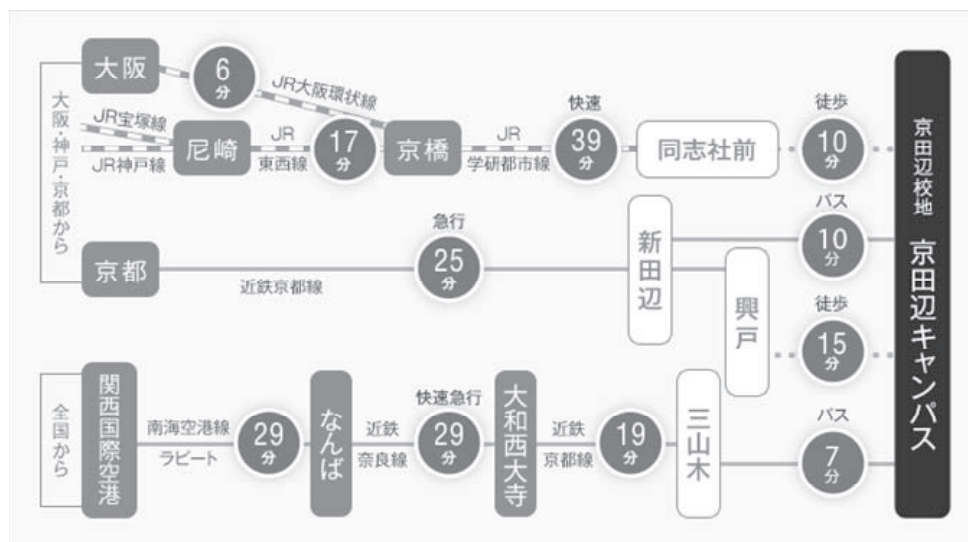 大阪・神戸・京都から
大阪
6分
JR大阪環状線
JR宝塚線
JR神戸線
尼崎
JR
東西線
17分
京橋
JR
学研都市線
快速
39分
同志社前
徒歩
10分
京都
近鉄京都線
急行
25分
新田辺
バス
10分
興戸
徒歩
15分
全国から
関西国際空港
南海空港線
ラピート
29分
なんば
近鉄
奈良線
快速急行
29分
大和西大寺
近鉄
京都線
19分
三山木
バス
7分
京田辺校地 京田辺キャンパス